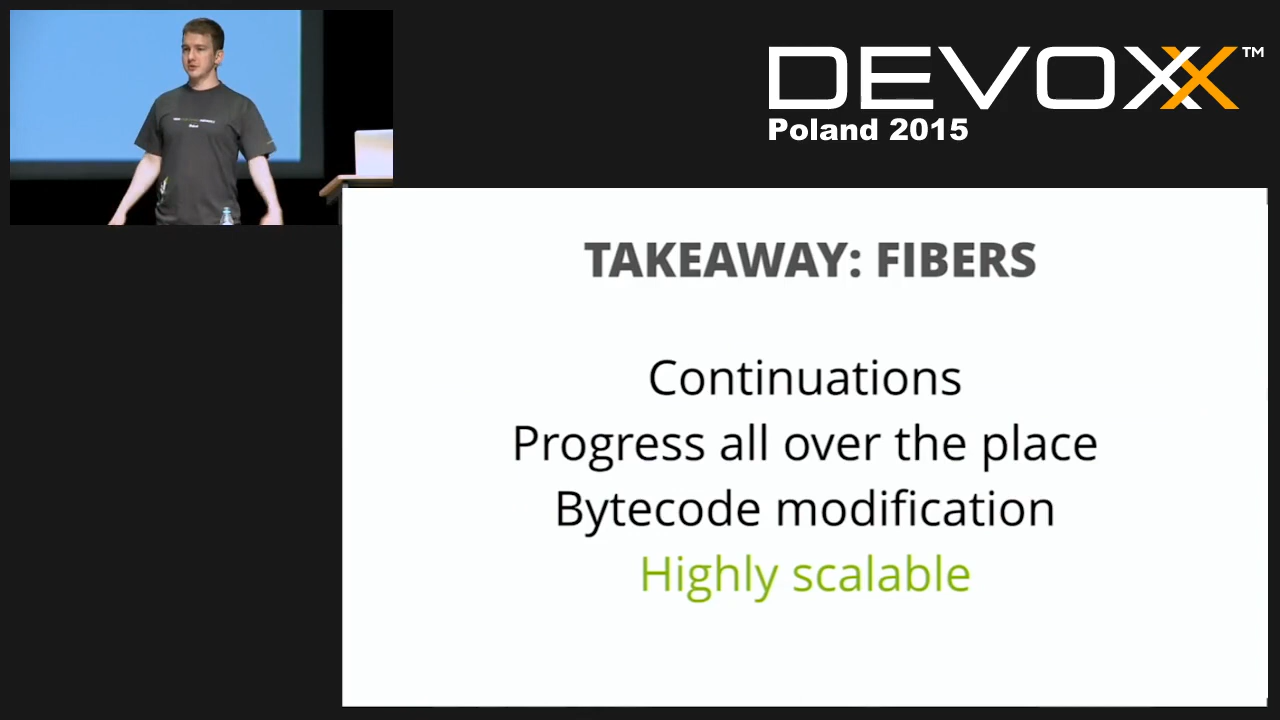 DEVOXX™
Poland 2015
TAKEAWAY: FIBERS
Continuations
Progress all over the place
Bytecode modification
Highly scalable